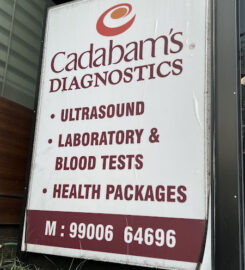 Cadabam's
DIAGNOSTICS
• ULTRASOUND
• LABORATORY &
BLOOD TESTS
• HEALTH PACKAGES
M : 99006 64696